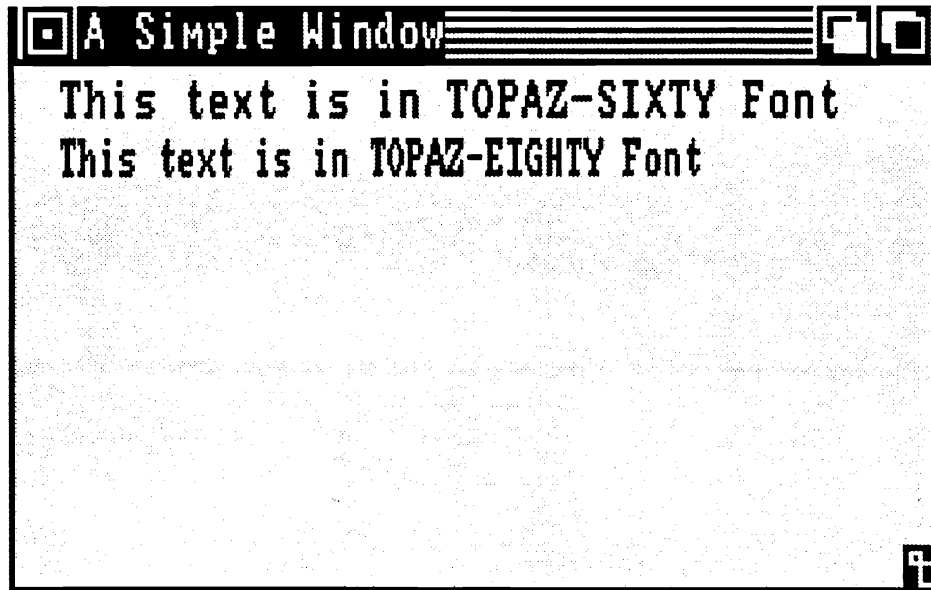 A Simple Window
This text is in TOPAZ-SIXTY Font
This text is in TOPAZ-EIGHTY Font